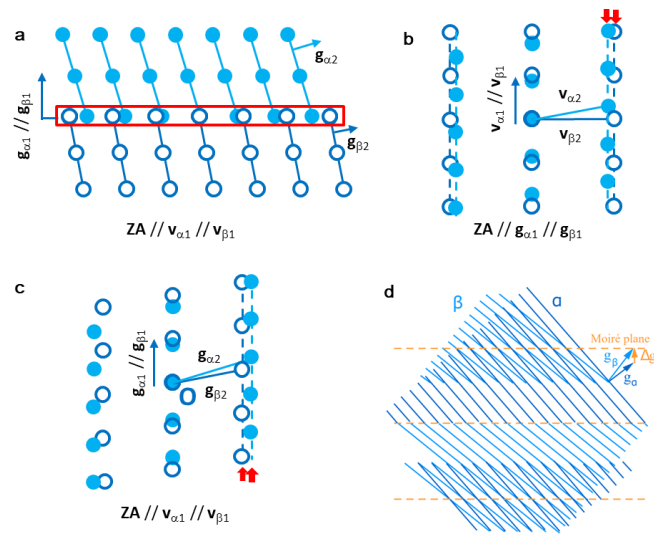 a
gα2
gα1 // gβ1
gβ2
ZA // vα1 // vβ1
b
vα1 // vβ1
vα2
vβ2
ZA // gα1 // gβ1
c
gα1 // gβ1
gα2
gβ2
O
ZA // vα1 // vβ1
d
β
α
Moiré plane
gβ
Δg
gα